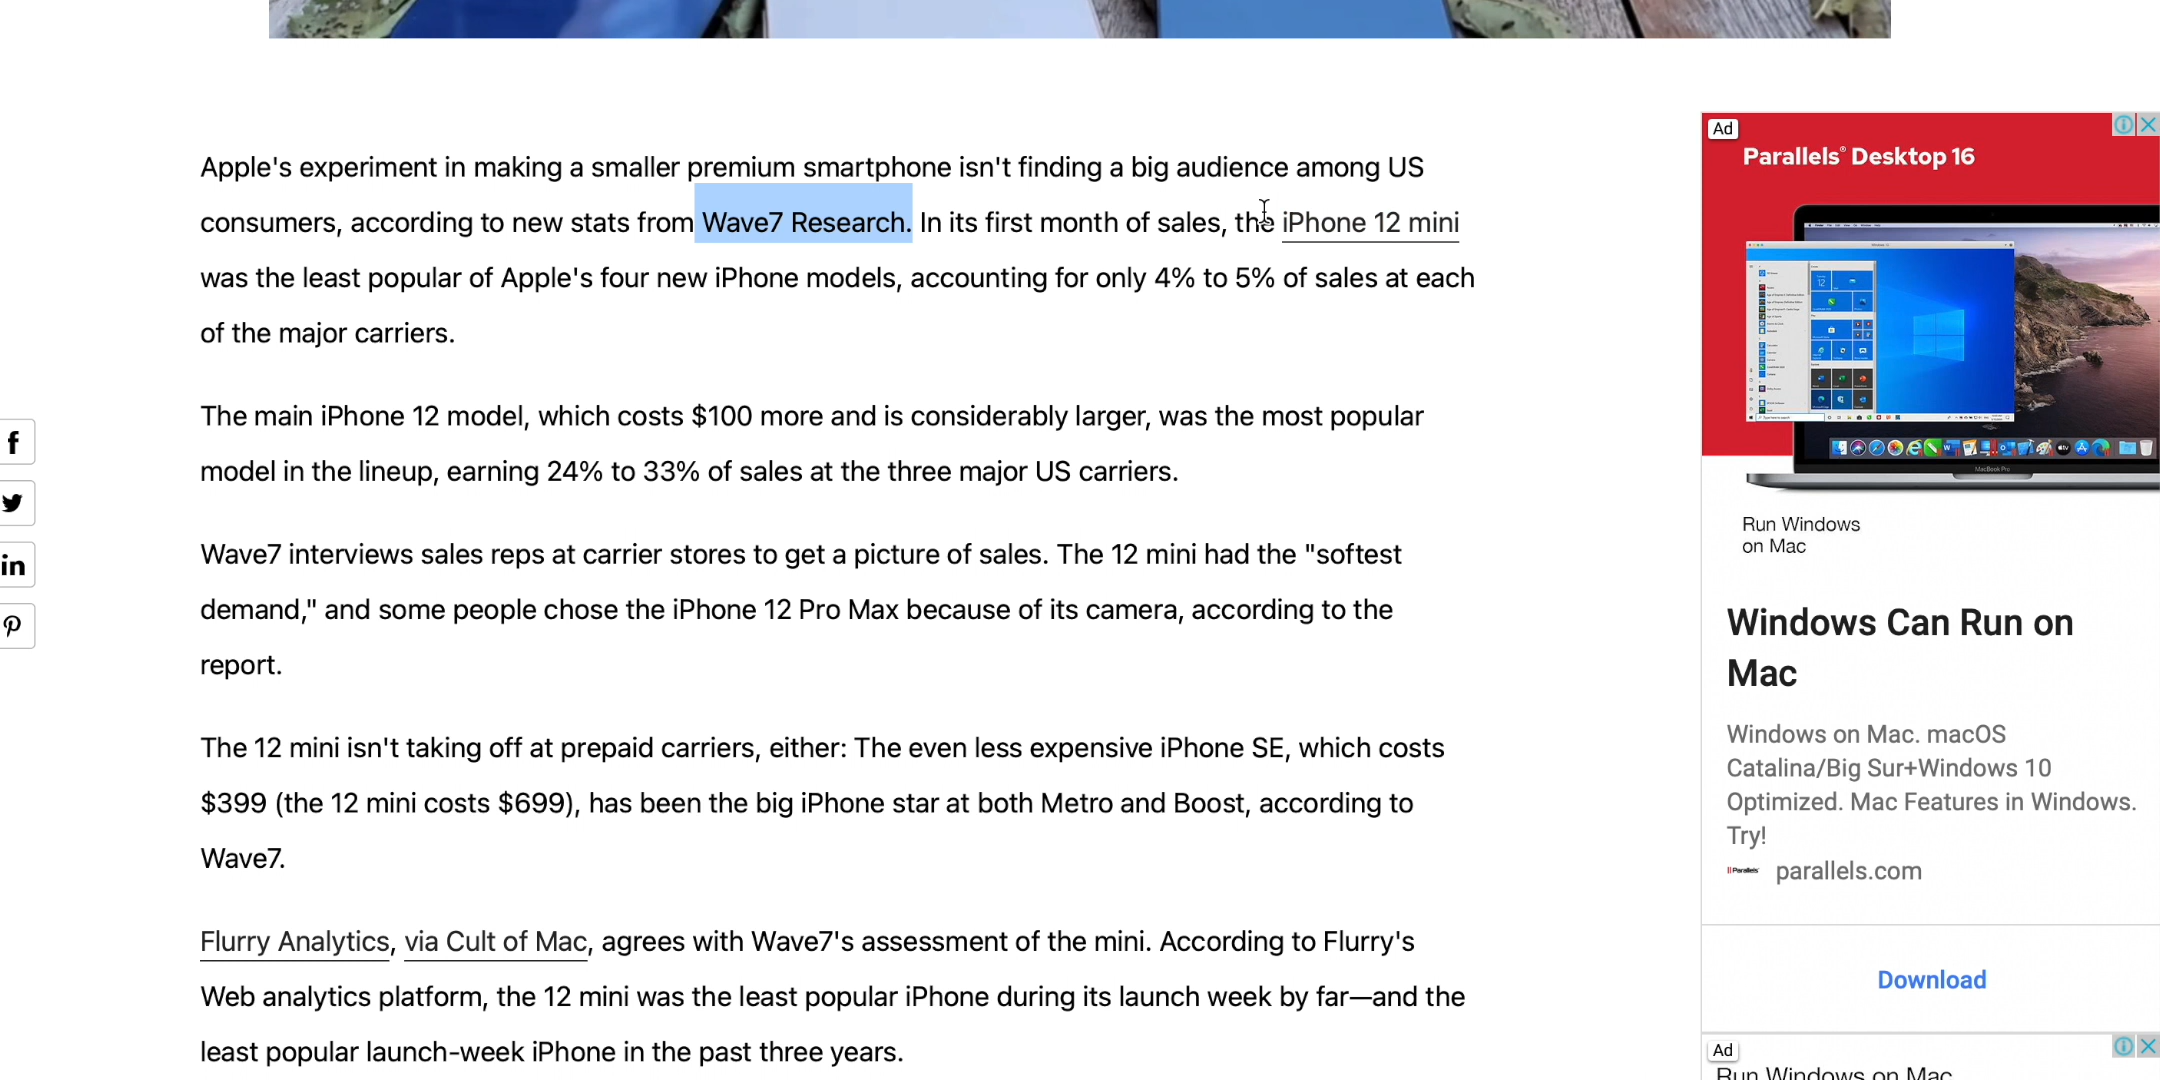 Apple's experiment in making a smaller premium smartphone isn't finding a big audience among US
consumers, according to new stats from Wave7 Research. In its first month of sales, the iPhone 12 mini
was the least popular of Apple's four new iPhone models, accounting for only 4% to 5% of sales at each
of the major carriers.
The main iPhone 12 model, which costs $100 more and is considerably larger, was the most popular
model in the lineup, earning 24% to 33% of sales at the three major US carriers.
Wave7 interviews sales reps at carrier stores to get a picture of sales. The 12 mini had the "softest
demand," and some people chose the iPhone 12 Pro Max because of its camera, according to the
report.
The 12 mini isn't taking off at prepaid carriers, either: The even less expensive iPhone SE, which costs
$399 (the 12 mini costs $699), has been the big iPhone star at both Metro and Boost, according to
Wave7.
Flurry Analytics, via Cult of Mac, agrees with Wave7's assessment of the mini. According to Flurry's
Web analytics platform, the 12 mini was the least popular iPhone during its launch week by far—and the
least popular launch-week iPhone in the past three years.
Ad
Parallels® Desktop 16
MacBook Pro
Run Windows
on Mac
Windows Can Run on
Mac
Windows on Mac. macOS
Catalina/Big Sur+Windows 10
Optimized. Mac Features in Windows.
Try!
Parallels
parallels.com
Download
Ad
Run Windows on Mac